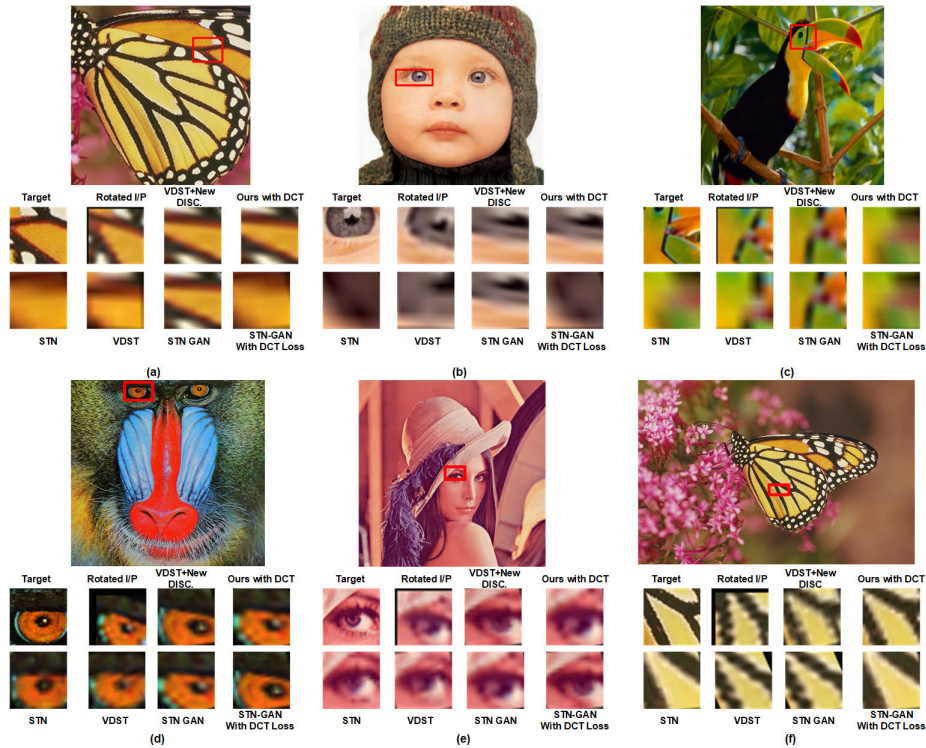 Target Rotated I/P VDST+New DISC. Ours with DCT
STN VDST STN GAN STN-GAN With DCT Loss
(a)
Target Rotated I/P VDST+New DISC Ours with DCT
STN VDST STN GAN STN-GAN With DCT Loss
(b)
Target Rotated I/P VDST+New DISC. Ours with DCT
STN VDST STN GAN STN-GAN With DCT Loss
(c)
Target Rotated I/P VDST+New DISC. Ours with DCT
STN VDST STN GAN STN-GAN With DCT Loss
(d)
Target Rotated I/P VDST+New DISC. Ours with DCT
STN VDST STN GAN STN-GAN With DCT Loss
(e)
Target Rotated I/P VDST+New DISC Ours with DCT
STN VDST STN GAN STN-GAN With DCT Loss
(f)